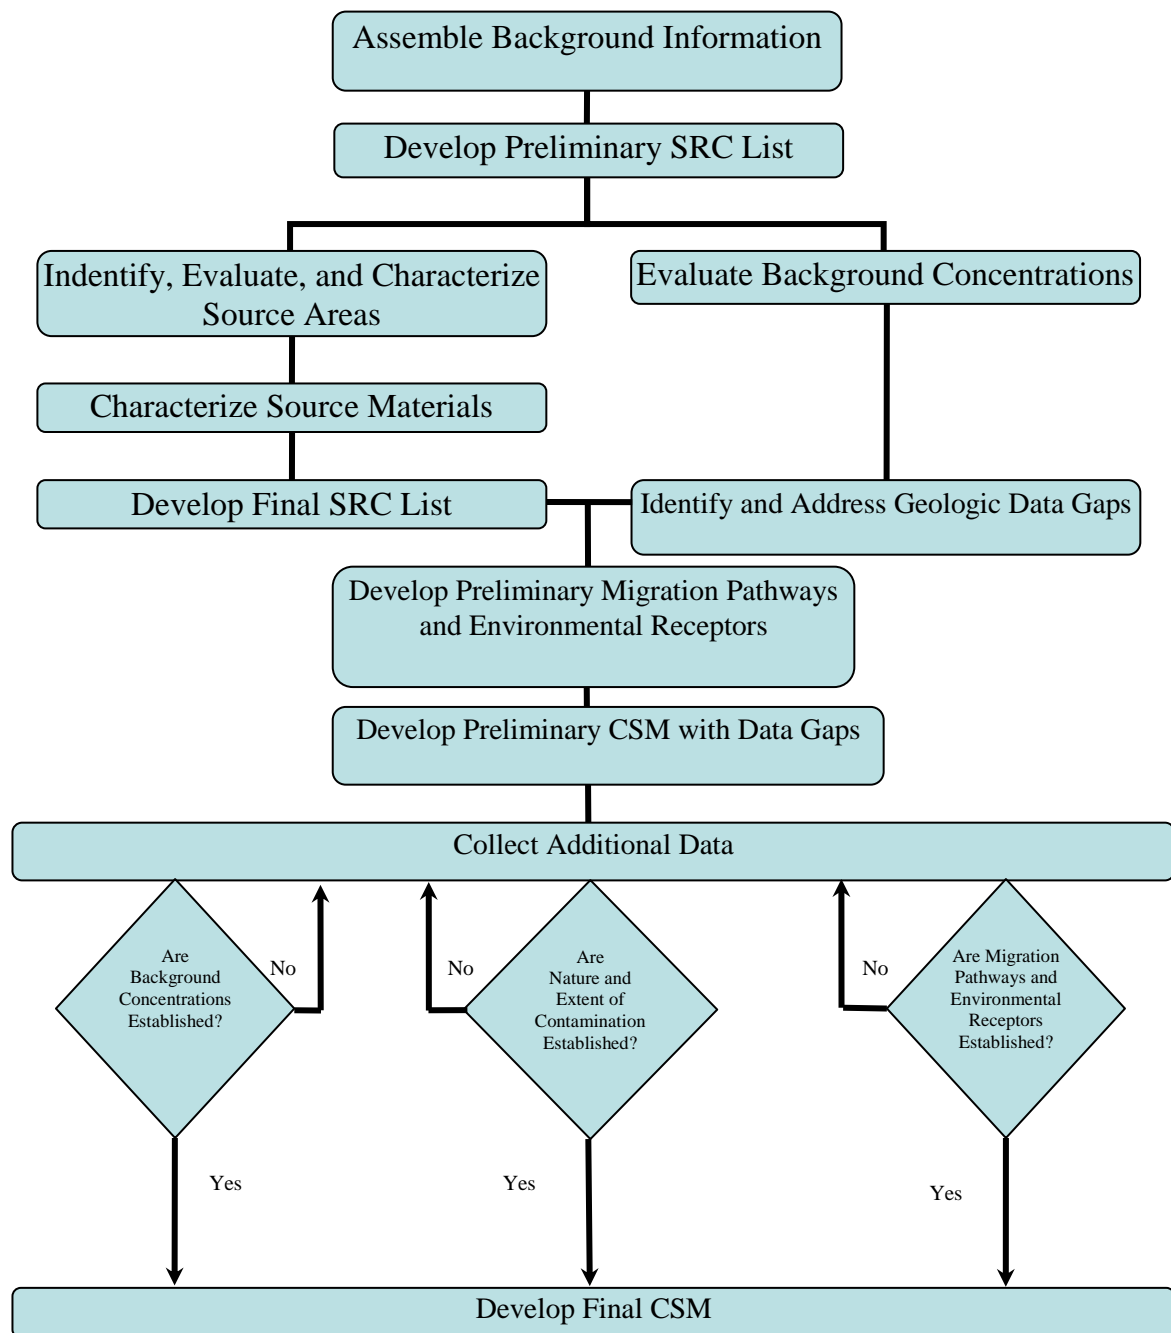 Assemble Background Information
Develop Preliminary SRC List
Indentify, Evaluate, and Characterize
Source Areas
Evaluate Background Concentrations
Characterize Source Materials
Develop Final SRC List
Identify and Address Geologic Data Gaps
Develop Preliminary Migration Pathways
and Environmental Receptors
Develop Preliminary CSM with Data Gaps
Collect Additional Data
Are
Background
Concentrations
Established?
No
No
Are
Nature and
Extent of
Contamination
Established?
No
Are Migration
Pathways and
Environmental
Receptors
Established?
Yes
Yes
Yes
Develop Final CSM